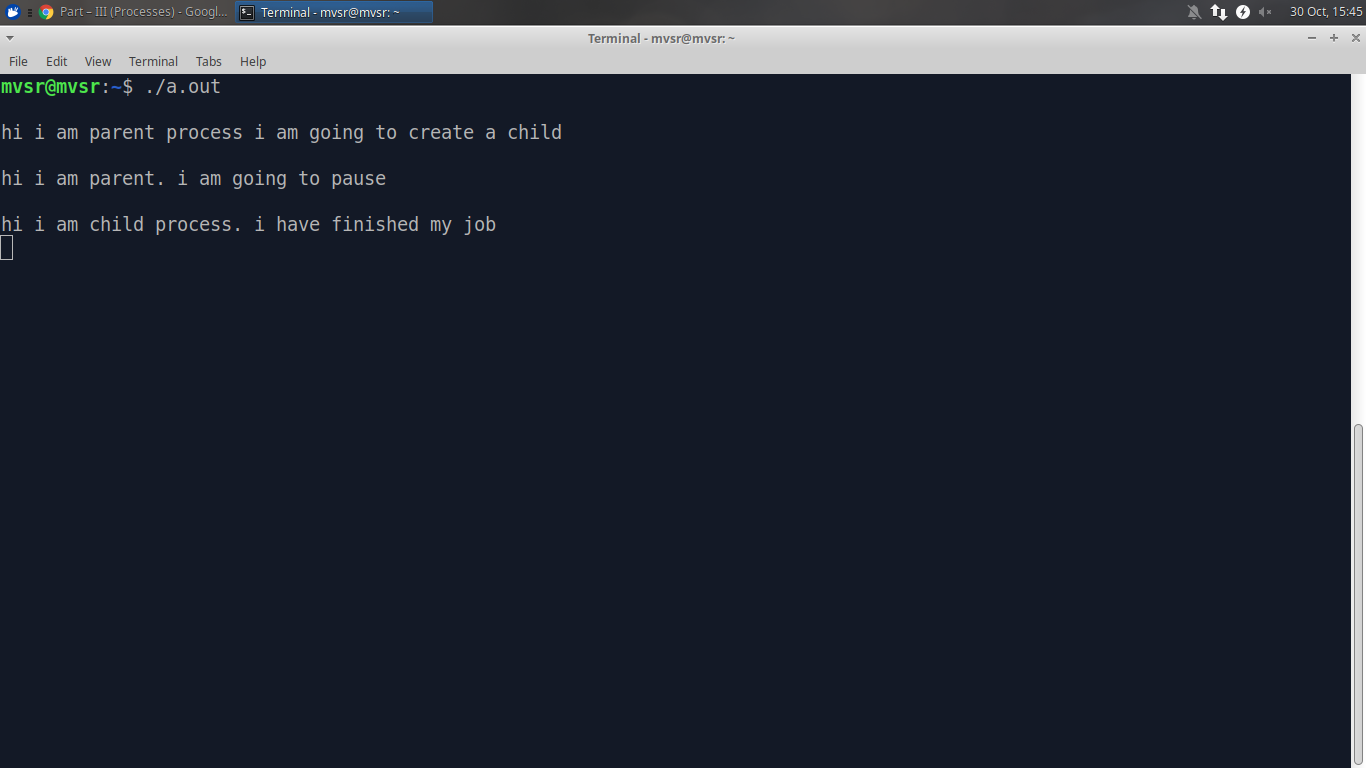 Part – III (Processes) - Googl...
Terminal - mvsr@mvsr: ~
30 Oct, 15:45
Terminal - mvsr@mvsr: ~
File Edit View Terminal Tabs Help
mvsr@mvsr:~$ ./a.out
hi i am parent process i am going to create a child
hi i am parent. i am going to pause
hi i am child process. i have finished my job